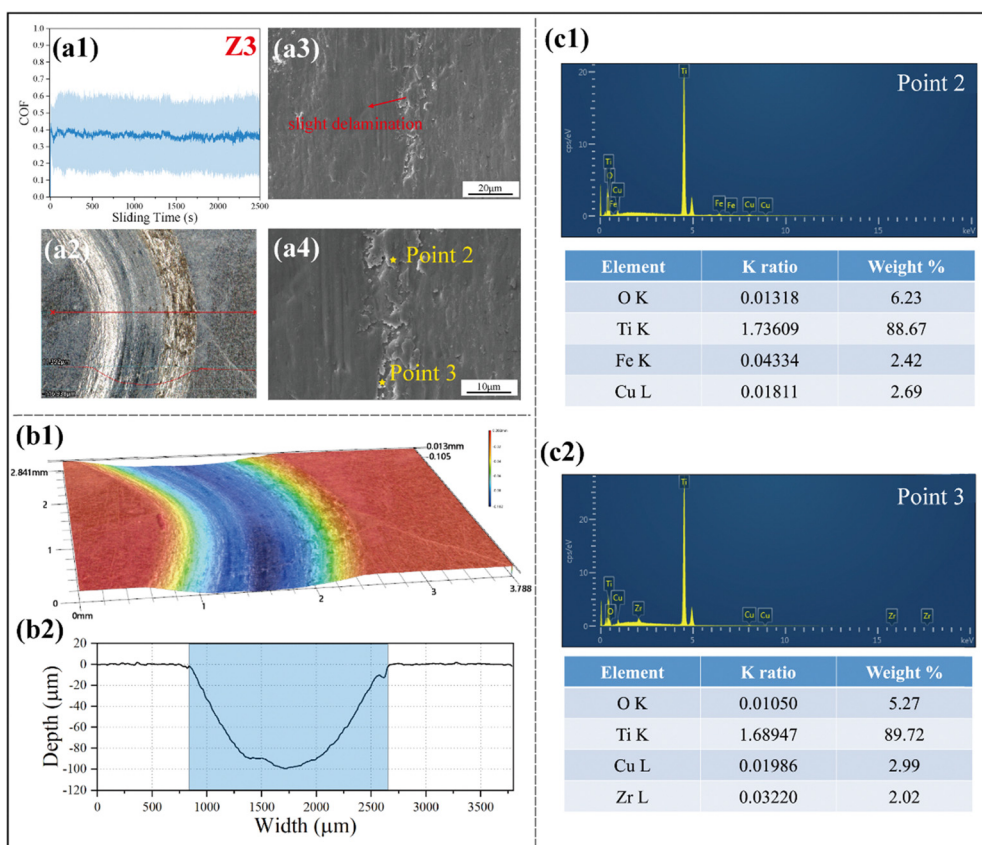 (a1)
Z3
COF
1.0
0.9
0.8
0.7
0.6
0.5
0.4
0.3
0.2
0.1
0.0
0 500 1000 1500 2000 2500
Sliding Time (s)
(a3)
slight delamination
20μm
(a2)
(a4)
Point 2
Point 3
10μm
(b1)
2.841mm
2
1
0
0mm
1
2
3
3.788
0.013mm
-0.105
(b2)
Depth (μm)
20
0
-20
-40
-60
-80
-100
-120
0 500 1000 1500 2000 2500 3000 3500
Width (μm)
(c1)
Point 2
cps/eV
20
10
0
Ti
Ti
O
Cu
Fe
Fe Fe Cu Cu
0 5 10 15 keV
Element K ratio Weight %
O K 0.01318 6.23
Ti K 1.73609 88.67
Fe K 0.04334 2.42
Cu L 0.01811 2.69
(c2)
Point 3
cps/eV
20
10
0
Ti
Ti
Cu
O
Zr
Cu Cu Zr Zr
0 5 10 15 keV
Element K ratio Weight %
O K 0.01050 5.27
Ti K 1.68947 89.72
Cu L 0.01986 2.99
Zr L 0.03220 2.02